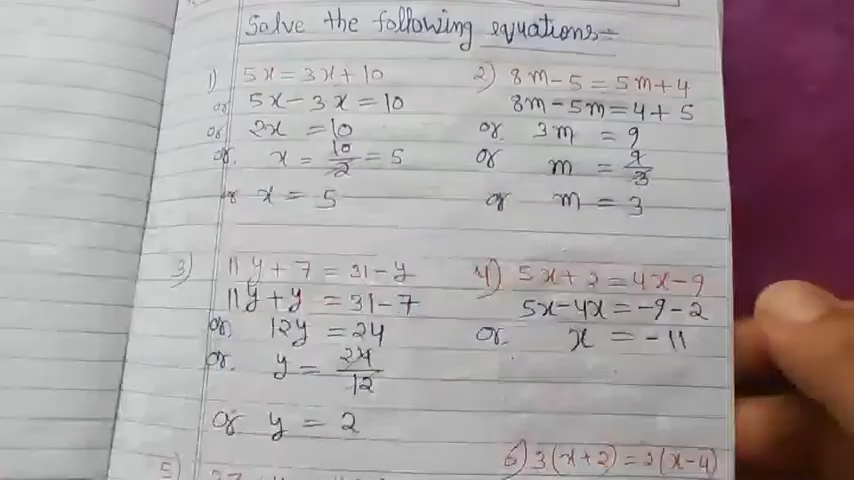 Solve the following equations:-
1) 5x = 3x + 10
or 5x - 3x = 10
or 2x = 10
or. x = 10/2 = 5
or x = 5
2) 8m - 5 = 5m + 4
8m - 5m = 4 + 5
or. 3m = 9
or m = 9/3
or m = 3
3) 11y + 7 = 31 - y
11y + y = 31 - 7
or, 12y = 24
or. y = 24/12
or y = 2
4) 5x + 2 = 4x - 9
5x - 4x = -9 - 2
or. x = -11
5)
6) 3(x+2) = 2(x-4)